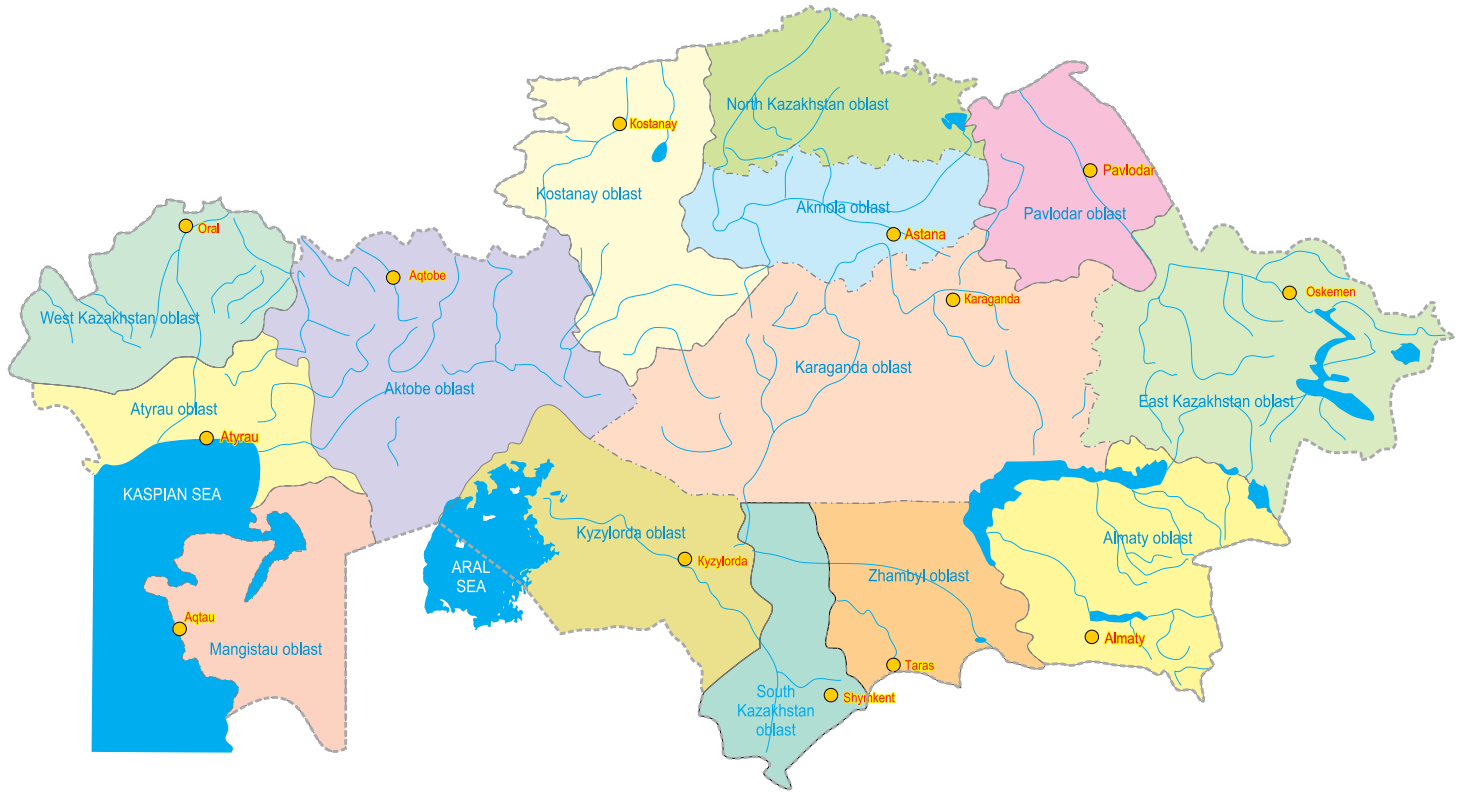 North Kazakhstan oblast
Kostanay
Pavlodar
Kostanay oblast
Akmola oblast
Pavlodar oblast
Oral
Astana
Aqtobe
Karaganda
Oskemen
West Kazakhstan oblast
Karaganda oblast
Aktobe oblast
East Kazakhstan oblast
Atyrau oblast
Atyrau
KASPIAN SEA
Kyzylorda oblast
Almaty oblast
ARAL
SEA
Kyzylorda
Zhambyl oblast
Aqtau
Almaty
Mangistau oblast
Taras
South
Kazakhstan
oblast
Shymkent